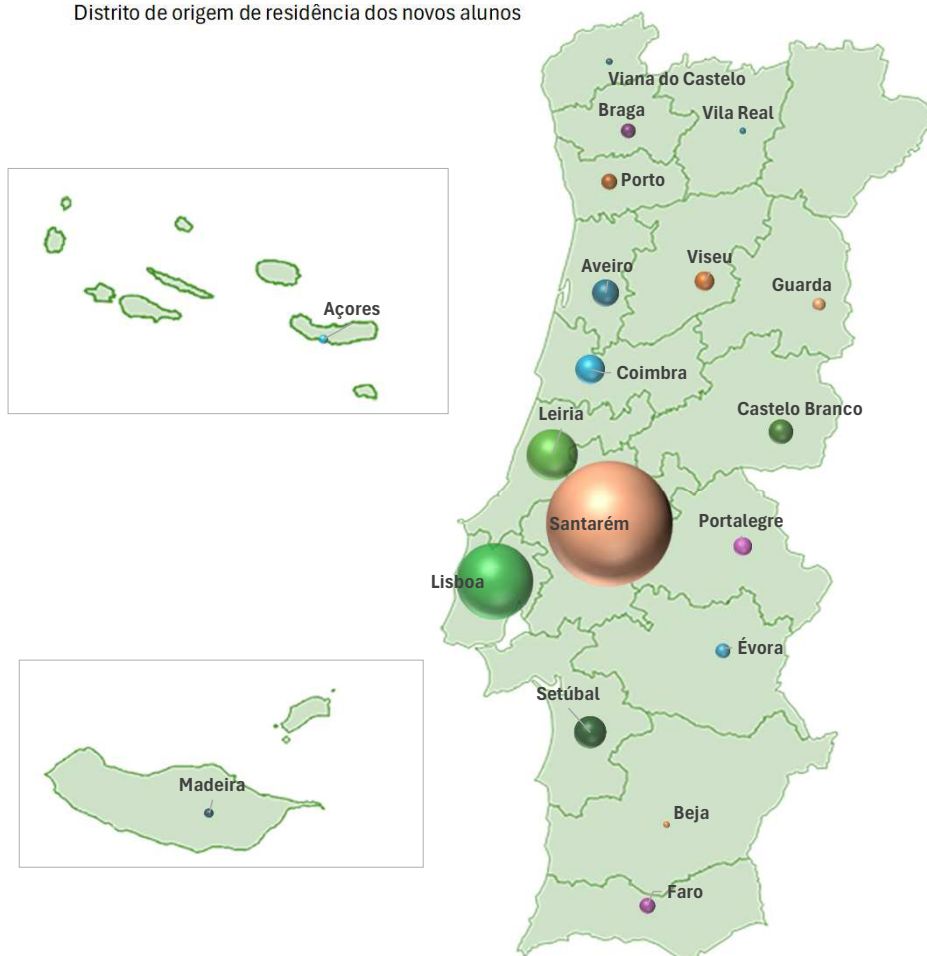 Distrito de origem de residência dos novos alunos
Viana do Castelo
Braga
Vila Real
Porto
Aveiro
Viseu
Guarda
Açores
Coimbra
Leiria
Castelo Branco
Santarém
Portalegre
Lisboa
Évora
Setúbal
Madeira
Beja
Faro